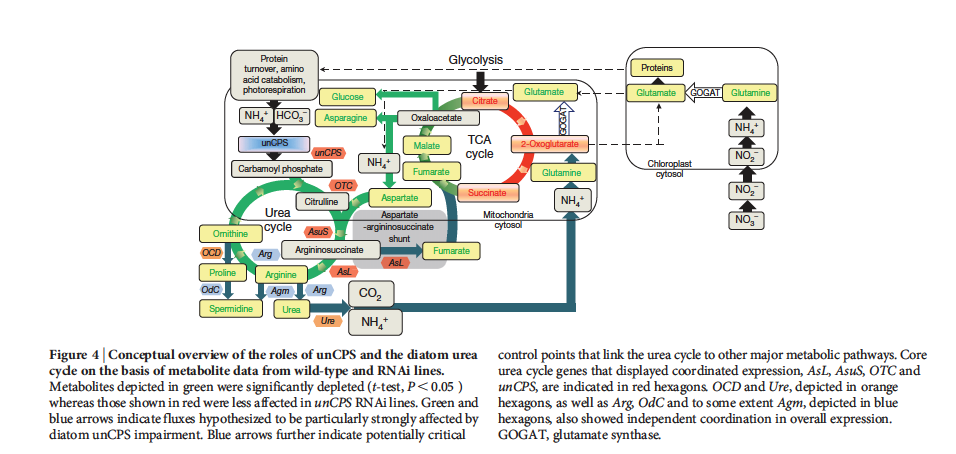 Glycolysis
Protein
turnover, amino
acid catabolism,
photorespiration
NH4+
HCO3−
unCPS
unCPS
Carbamoyl phosphate
OTC
Citrulline
Urea
cycle
Ornithine
OCD
Arg
AsuS
Argininosuccinate
Proline
Arginine
AsL
OdC
Agm
Arg
Spermidine
Urea
Ure
CO2
NH4+
Glucose
Asparagine
Oxaloacetate
Citrate
Glutamate
GOGAT
Malate
TCA
cycle
2-Oxoglutarate
NH4+
Fumarate
Glutamine
Aspartate
Succinate
NH4+
Aspartate
-argininosuccinate
shunt
AsL
Fumarate
Mitochondria
cytosol
Proteins
Glutamate
GOGAT
Glutamine
NH4+
NO2−
Chloroplast
cytosol
NO2−
NO3−
Figure 4 | Conceptual overview of the roles of unCPS and the diatom urea
cycle on the basis of metabolite data from wild-type and RNAi lines.
Metabolites depicted in green were significantly depleted (t-test, P < 0.05 )
whereas those shown in red were less affected in unCPS RNAi lines. Green and
blue arrows indicate fluxes hypothesized to be particularly strongly affected by
diatom unCPS impairment. Blue arrows further indicate potentially critical
control points that link the urea cycle to other major metabolic pathways. Core
urea cycle genes that displayed coordinated expression, AsL, AsuS, OTC and
unCPS, are indicated in red hexagons. OCD and Ure, depicted in orange
hexagons, as well as Arg, OdC and to some extent Agm, depicted in blue
hexagons, also showed independent coordination in overall expression.
GOGAT, glutamate synthase.